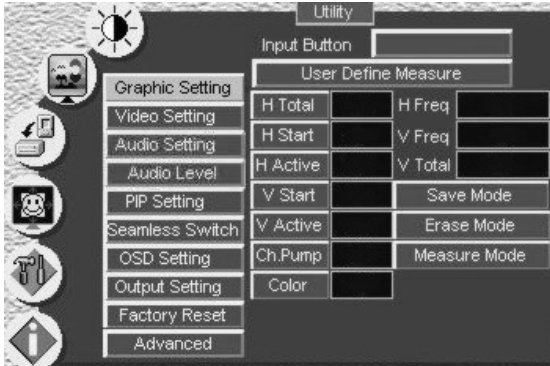 Utility
Input Button
User Define Measure
Graphic Setting
Video Setting
Audio Setting
Audio Level
PIP Setting
Seamless Switch
OSD Setting
Output Setting
Factory Reset
Advanced
H Total
H Freq
H Start
V Freq
H Active
V Total
V Start
Save Mode
V Active
Erase Mode
Ch.Pump
Measure Mode
Color